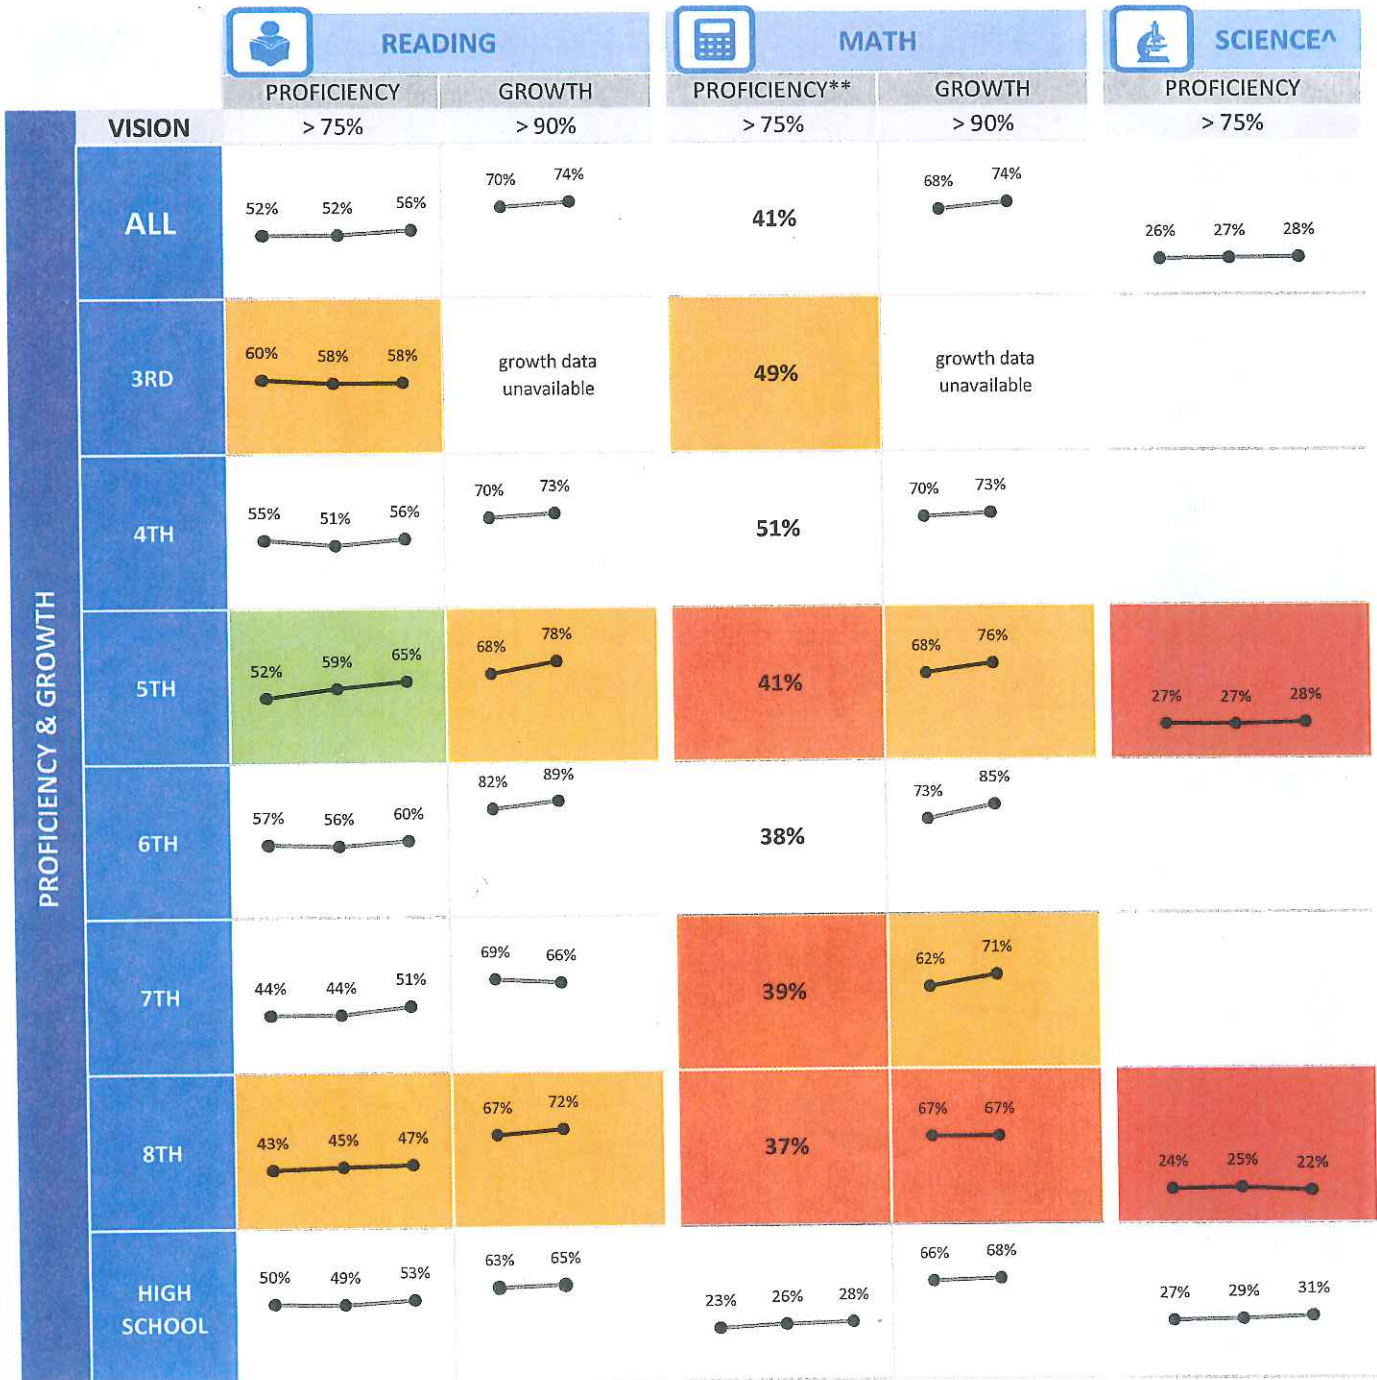 READING MATH SCIENCE^
PROFICIENCY GROWTH PROFICIENCY** GROWTH PROFICIENCY
VISION > 75% > 90% > 75% > 90% > 75%
PROFICIENCY & GROWTH
ALL
52% 52% 56%
70% 74%
41%
68% 74%
26% 27% 28%
3RD
60% 58% 58%
growth data
unavailable
49%
growth data
unavailable
4TH
55% 51% 56%
70% 73%
51%
70% 73%
5TH
52% 59% 65%
68% 78%
41%
68% 76%
27% 27% 28%
6TH
57% 56% 60%
82% 89%
38%
73% 85%
7TH
44% 44% 51%
69% 66%
39%
62% 71%
8TH
43% 45% 47%
67% 72%
37%
67% 67%
24% 25% 22%
HIGH
SCHOOL
50% 49% 53%
63% 65%
23% 26% 28%
66% 68%
27% 29% 31%